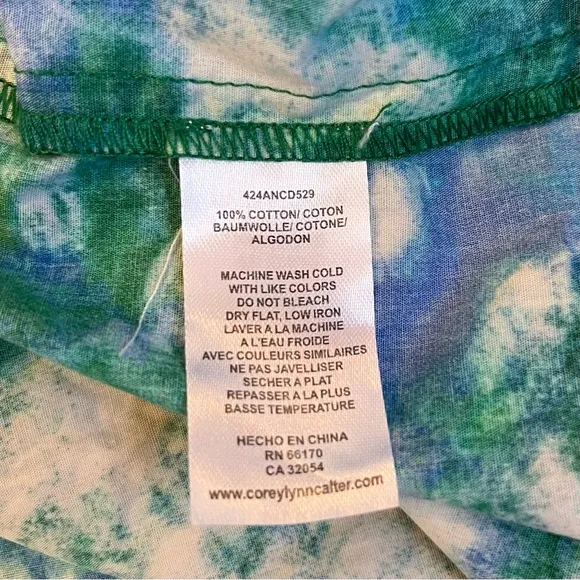 424ANCD529
100% COTTON/ COTON
BAUMWOLLE/ COTONE/
ALGODON
MACHINE WASH COLD
WITH LIKE COLORS
DO NOT BLEACH
DRY FLAT, LOW IRON
LAVER A LA MACHINE
A L'EAU FROIDE
AVEC COULEURS SIMILAIRES
NE PAS JAVELLISER
SECHER A PLAT
REPASSER A LA PLUS
BASSE TEMPERATURE
HECHO EN CHINA
RN 66170
CA 32054
www.coreylynncalter.com